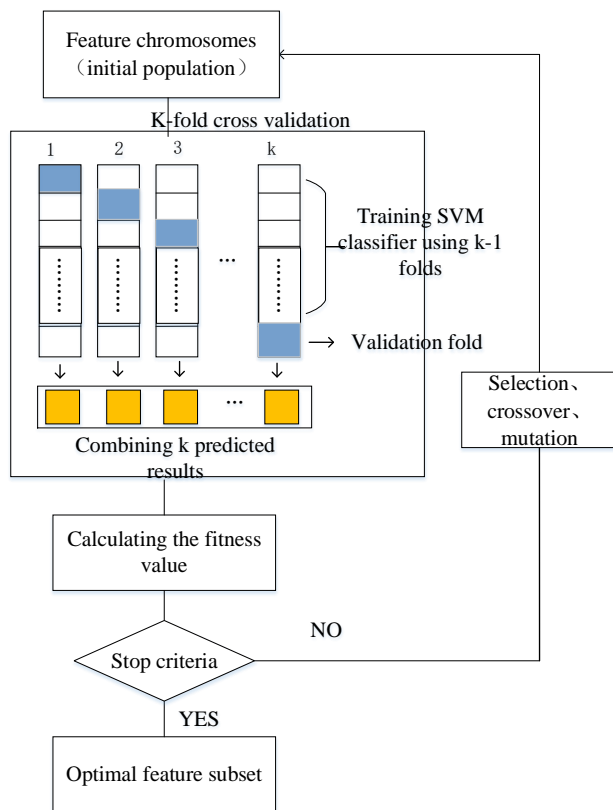 Feature chromosomes
（initial population）
K-fold cross validation
1 2 3 k
Training SVM
classifier using k-1
folds
...
Validation fold
...
Combining k predicted
results
Selection、
crossover、
mutation
Calculating the fitness
value
NO
Stop criteria
YES
Optimal feature subset